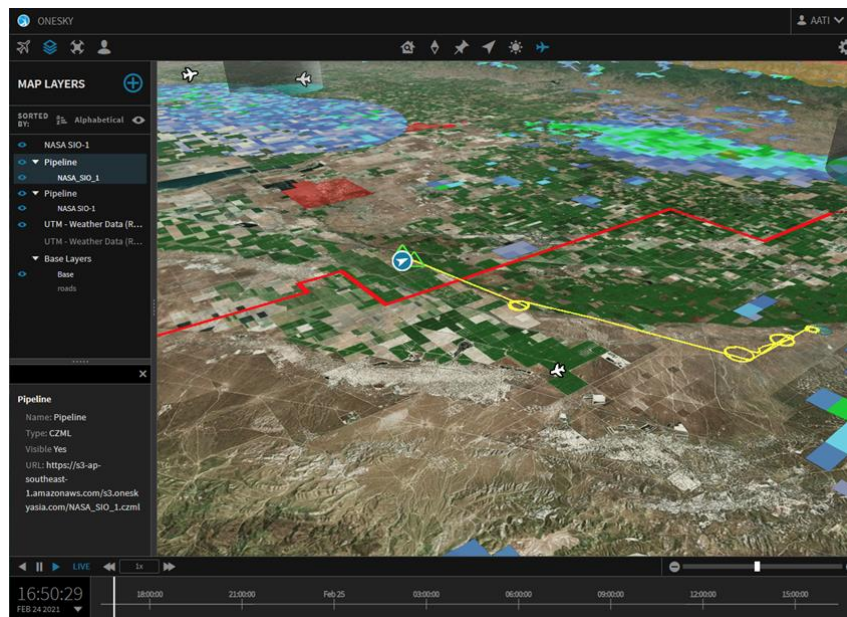 ONESKY
AATI
MAP LAYERS
SORTED BY: Alphabetical
NASA SIO-1
Pipeline
NASA_SIO_1
Pipeline
NASA SIO-1
UTM - Weather Data (R...
UTM - Weather Data (R...
Base Layers
Base
roads
Pipeline
Name: Pipeline
Type: CZML
Visible Yes
URL: https://s3-ap-
southeast-
1.amazonaws.com/s3.onesk
yasia.com/NASA_SIO_1.czml
LIVE 1x
16:50:29
FEB 24 2021
18:00:00 21:00:00 Feb 25 03:00:00 06:00:00 09:00:00 12:00:00 15:00:00